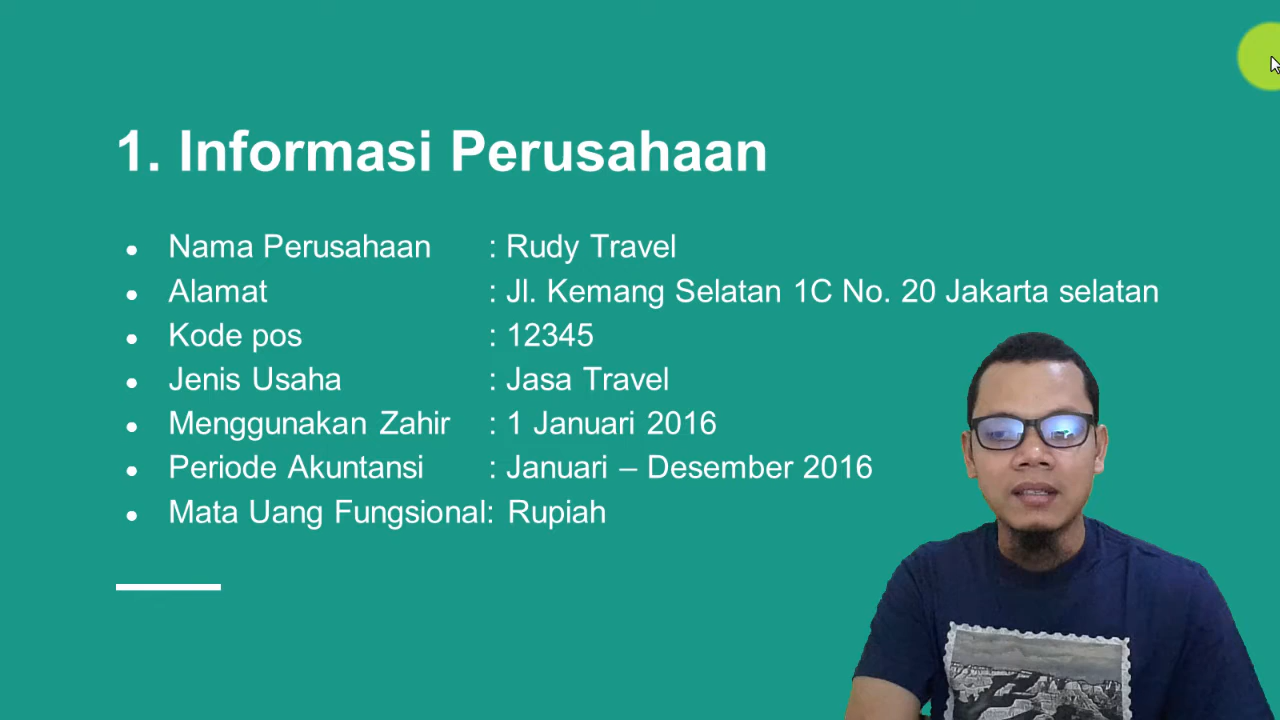 1. Informasi Perusahaan
● Nama Perusahaan : Rudy Travel
● Alamat : Jl. Kemang Selatan 1C No. 20 Jakarta selatan
● Kode pos : 12345
● Jenis Usaha : Jasa Travel
● Menggunakan Zahir : 1 Januari 2016
● Periode Akuntansi : Januari – Desember 2016
● Mata Uang Fungsional: Rupiah